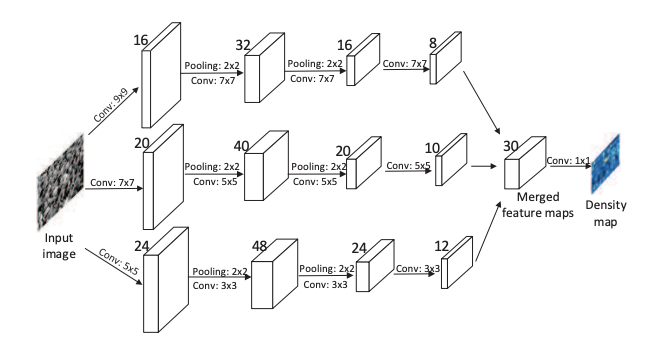 16
32
16
8
Pooling: 2x2
Pooling: 2x2
Conv: 7x7
Conv: 7x7
Conv: 7x7
Conv: 9x9
20
40
20
10
30
Pooling: 2x2
Pooling: 2x2
Conv: 5x5
Conv: 1x1
Conv: 7x7
Conv: 5x5
Conv: 5x5
Merged
feature maps
Density
map
Input
image
Conv: 5x5
24
48
24
12
Pooling: 2x2
Pooling: 2x2
Conv: 3x3
Conv: 3x3
Conv: 3x3